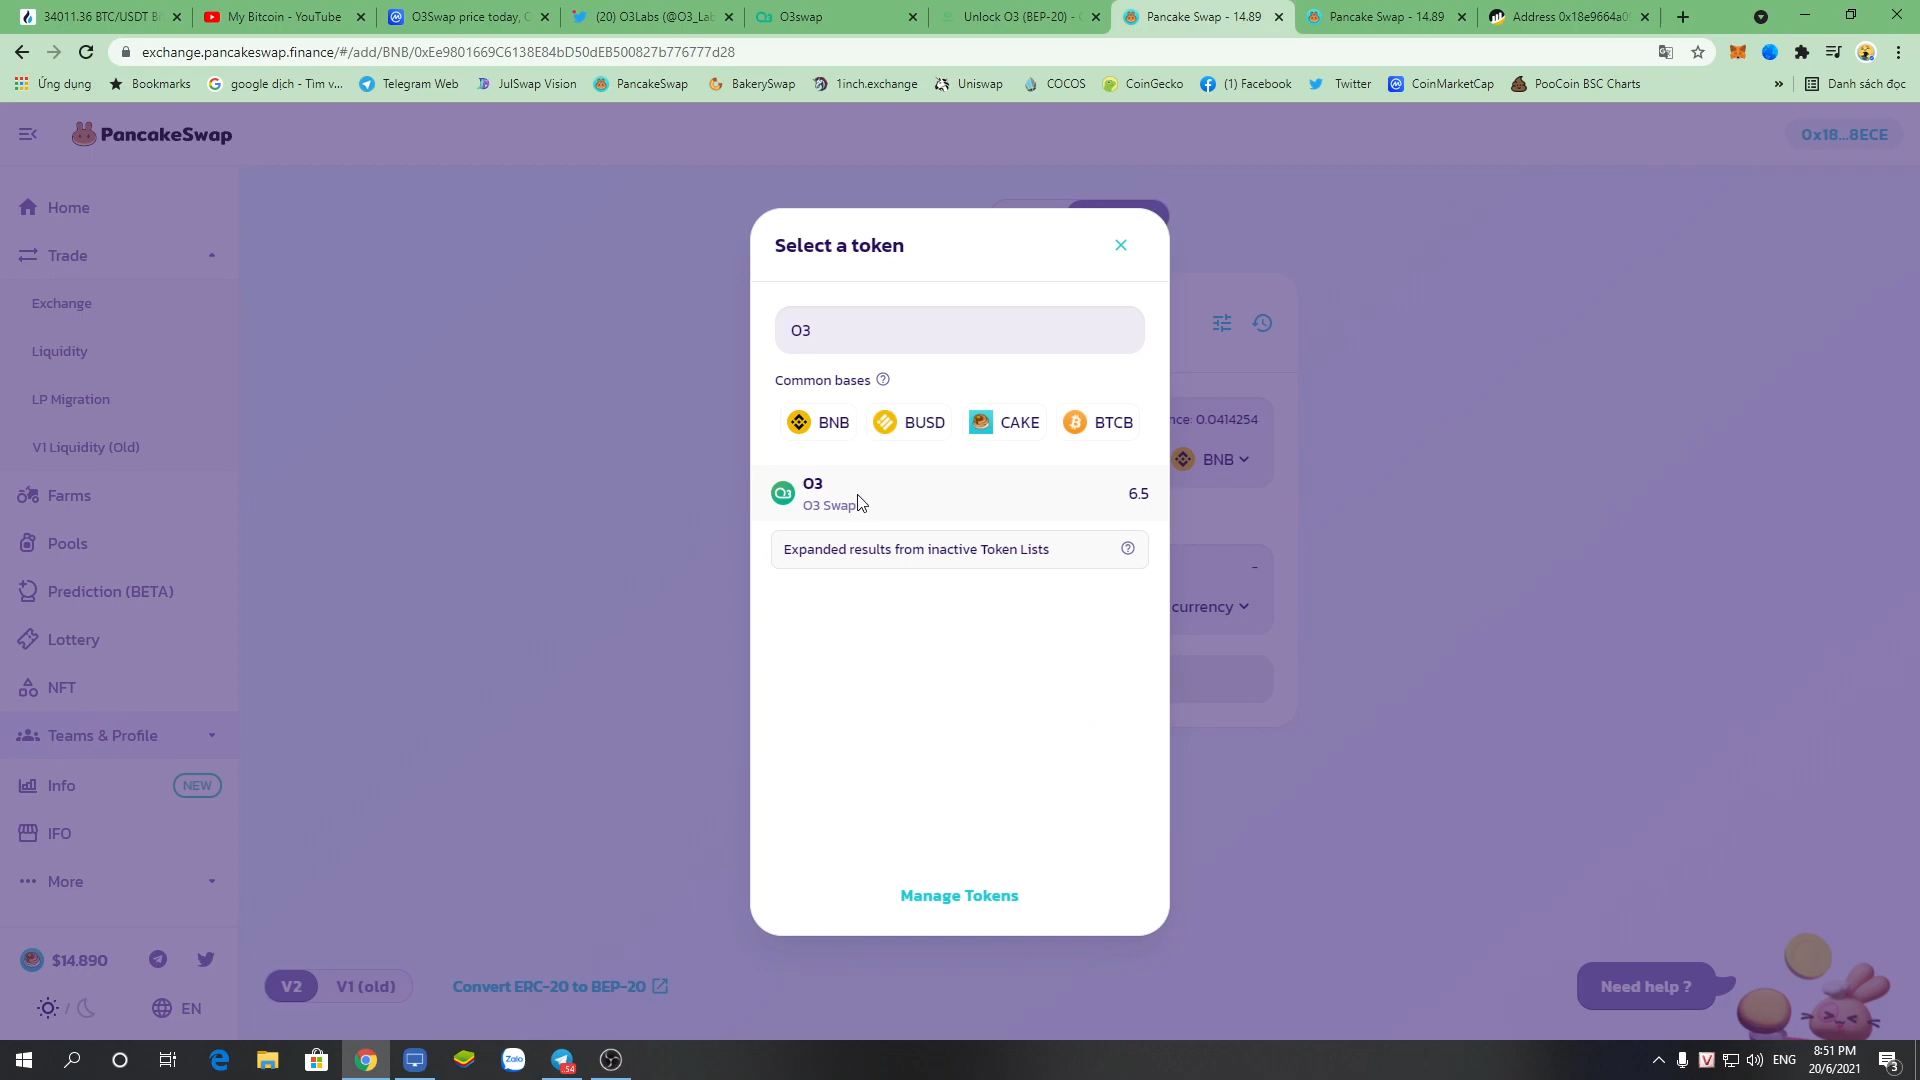 34011.36 BTC/USDT Bi
My Bitcoin - YouTube
O3Swap price today, O
(20) O3Labs (@O3_Lab
O3swap
Unlock O3 (BEP-20) -
Pancake Swap - 14.89
Pancake Swap - 14.89
Address 0x18e9664a0
exchange.pancakeswap.finance/#/add/BNB/0xEe9801669C6138E84bD50dEB500827b776777d28
Ứng dụng
Bookmarks
google dịch - Tìm v...
Telegram Web
JulSwap Vision
PancakeSwap
BakerySwap
1inch.exchange
Uniswap
COCOS
CoinGecko
(1) Facebook
Twitter
CoinMarketCap
PooCoin BSC Charts
»
Danh sách đọc
PancakeSwap
0x18...8ECE
Home
Trade
Exchange
Liquidity
LP Migration
V1 Liquidity (Old)
Farms
Pools
Prediction (BETA)
Lottery
NFT
Teams & Profile
Info
NEW
IFO
More
$14.890
/
EN
Select a token
O3
Common bases
BNB
BUSD
CAKE
BTCB
O3
O3 Swap
6.5
Expanded results from inactive Token Lists
Manage Tokens
nce: 0.0414254
BNB
-
currency
V2
V1 (old)
Convert ERC-20 to BEP-20
Need help ?
Zalo
54
V
ENG
8:51 PM
20/6/2021
3